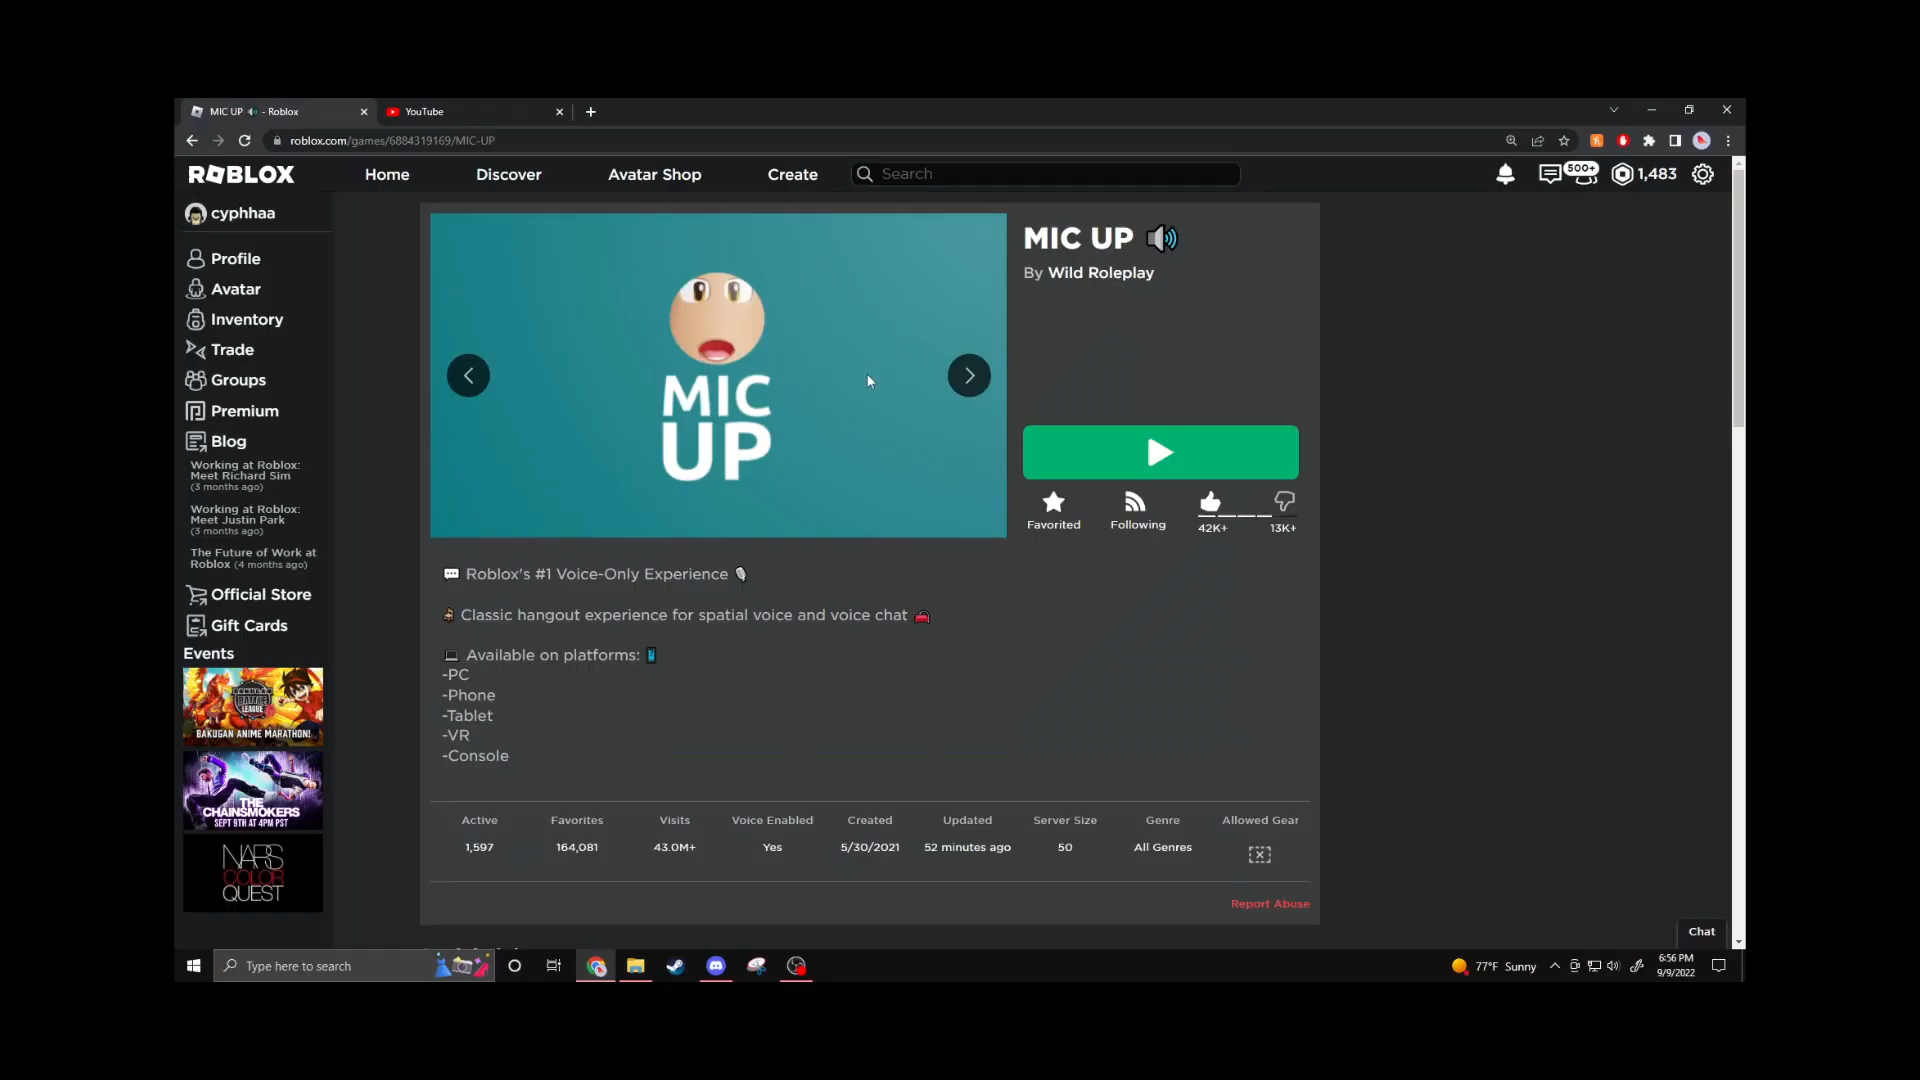 MIC UP 🔊 - Roblox
YouTube
roblox.com/games/6884319169/MIC-UP
ROBLOX
Home
Discover
Avatar Shop
Create
Search
500+
1,483
cyphhaa
Profile
Avatar
Inventory
Trade
Groups
Premium
Blog
Working at Roblox:
Meet Richard Sim
(3 months ago)
Working at Roblox:
Meet Justin Park
(3 months ago)
The Future of Work at
Roblox (4 months ago)
Official Store
Gift Cards
Events
BAKUGAN
BATTLE
LEAGUE
BAKUGAN ANIME MARATHON!
THE
CHAINSMOKERS
SEPT 9TH AT 4PM PST
NARS
COLOR
QUEST
MIC
UP
MIC UP 🔊
By Wild Roleplay
Favorited
Following
42K+
13K+
💬 Roblox's #1 Voice-Only Experience 🎙
🪑 Classic hangout experience for spatial voice and voice chat ☎
💻 Available on platforms: 📱
-PC
-Phone
-Tablet
-VR
-Console
Active Favorites Visits Voice Enabled Created Updated Server Size Genre Allowed Gear
1,597 164,081 43.0M+ Yes 5/30/2021 52 minutes ago 50 All Genres
Report Abuse
Chat
Type here to search
77°F Sunny
6:56 PM
9/9/2022